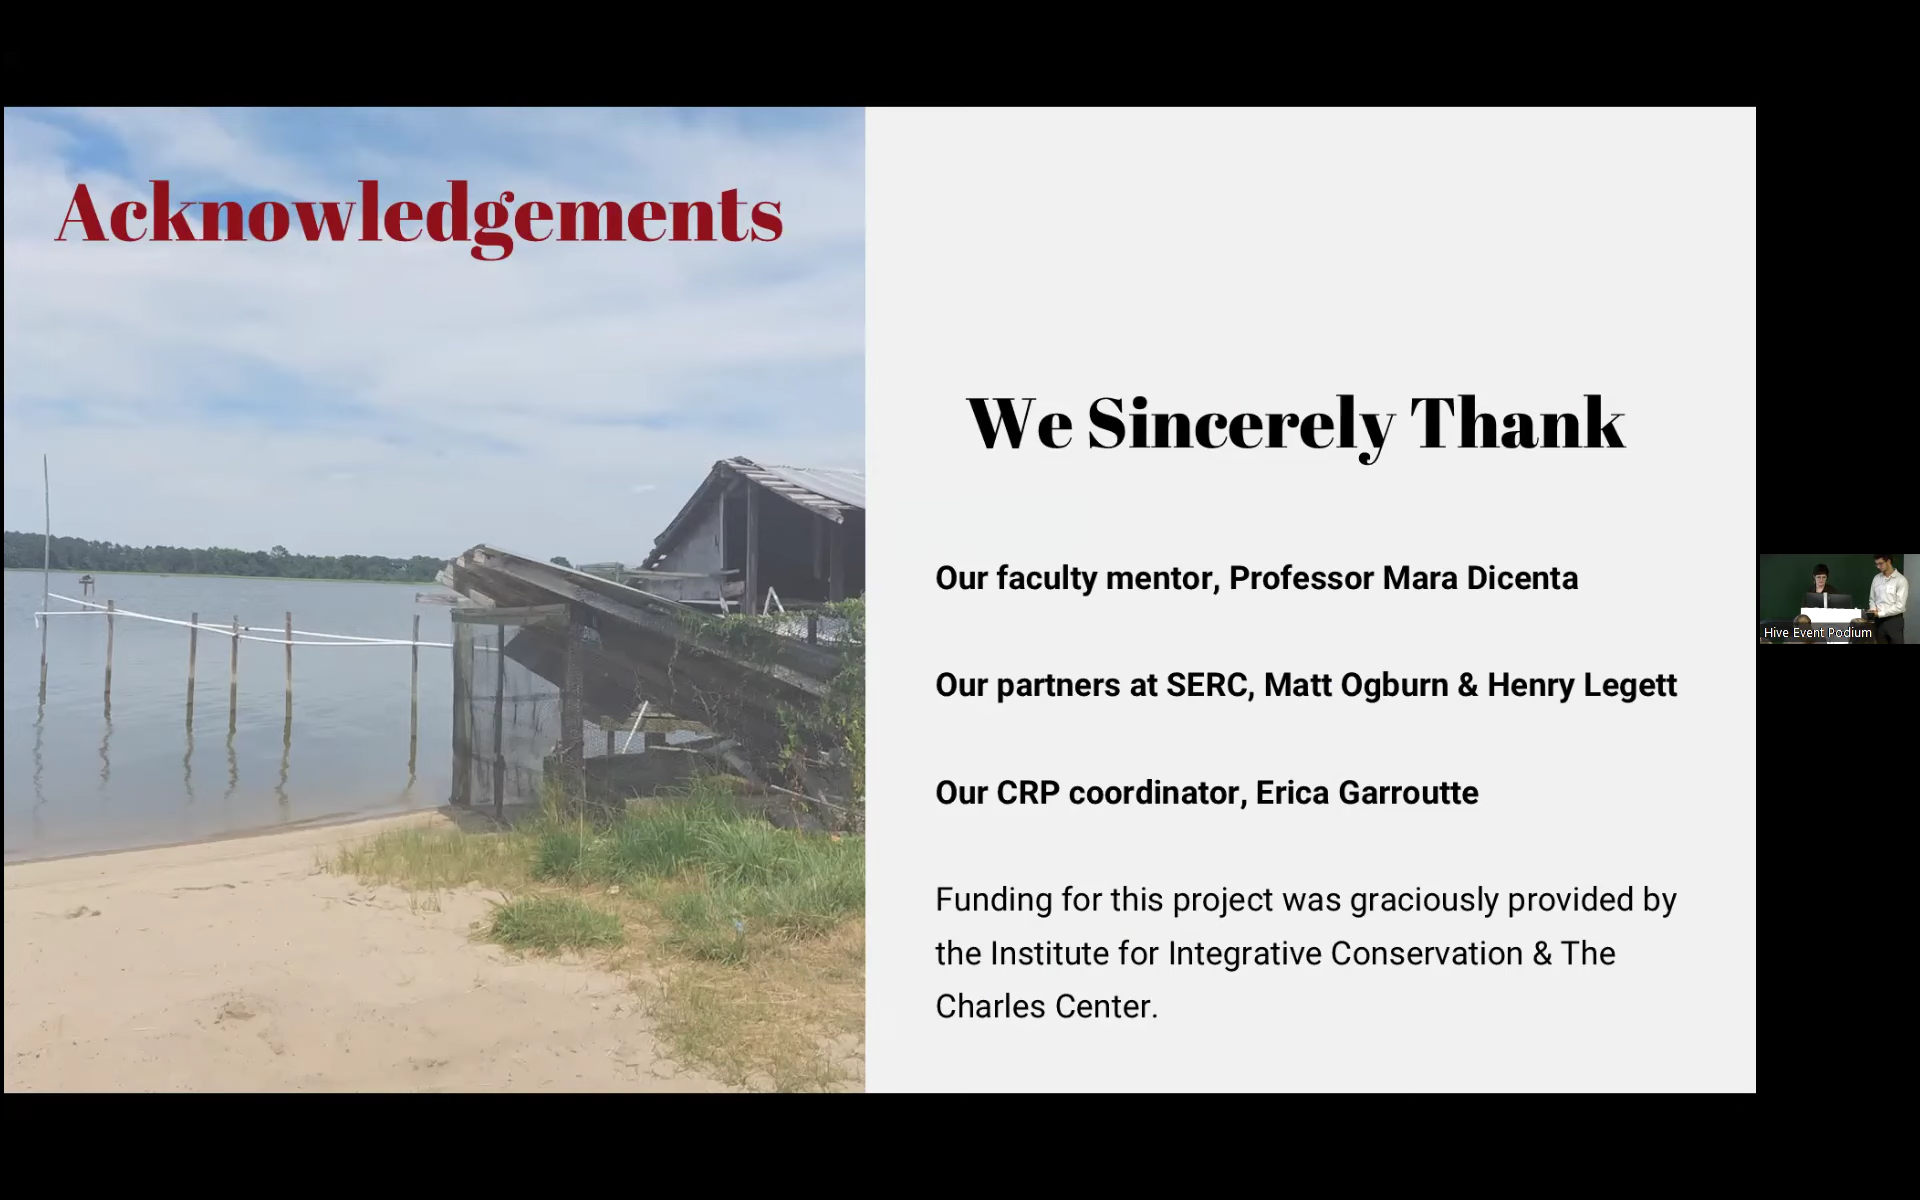 Acknowledgements
We Sincerely Thank
Our faculty mentor, Professor Mara Dicenta
Our partners at SERC, Matt Ogburn & Henry Legett
Our CRP coordinator, Erica Garroutte
Funding for this project was graciously provided by
the Institute for Integrative Conservation & The
Charles Center.
Hive Event Podium